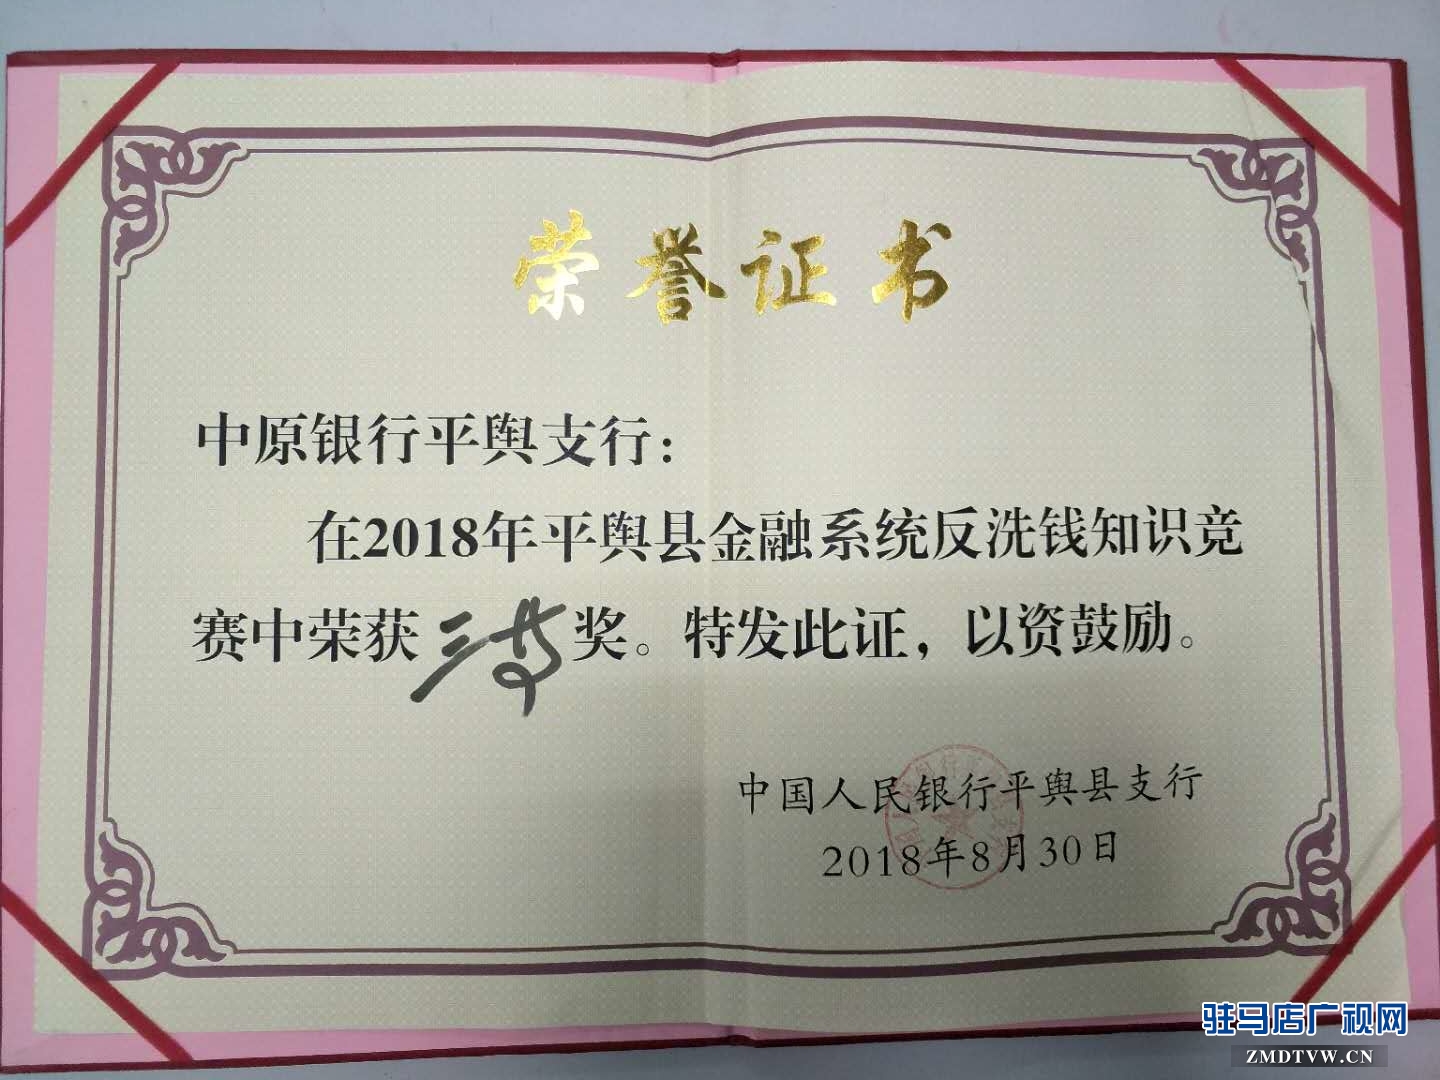 荣誉证书
中原银行平舆支行：
在2018年平舆县金融系统反洗钱知识竞
赛中荣获三等奖。特发此证，以资鼓励。
中国人民银行平舆县支行
2018年8月30日
驻马店广视网
ZMDTVW.CN